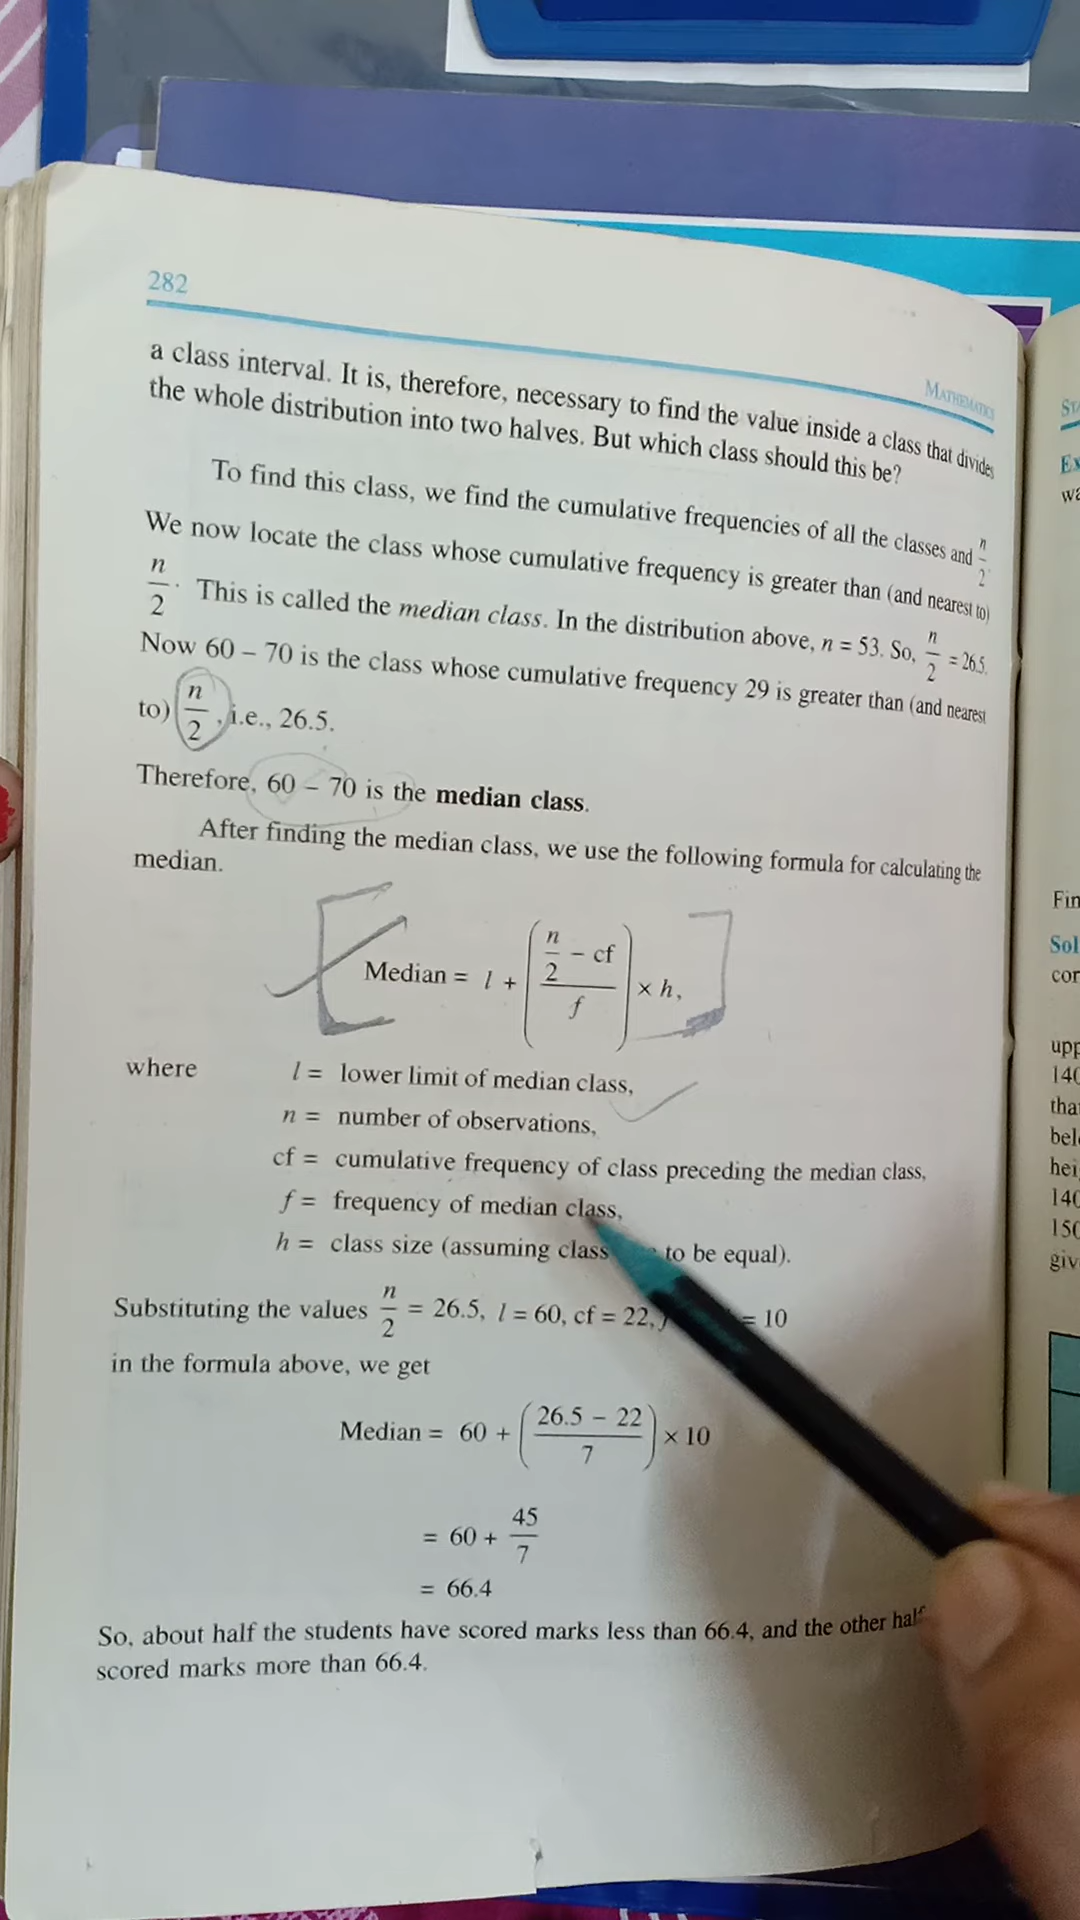 282
MATHEMATICS
a class interval. It is, therefore, necessary to find the value inside a class that divides
the whole distribution into two halves. But which class should this be?
To find this class, we find the cumulative frequencies of all the classes and n/2.
We now locate the class whose cumulative frequency is greater than (and nearest to)
n/2. This is called the median class. In the distribution above, n = 53. So, n/2 = 26.5.
Now 60 – 70 is the class whose cumulative frequency 29 is greater than (and nearest
to) n/2, i.e., 26.5.
Therefore, 60 – 70 is the median class.
After finding the median class, we use the following formula for calculating the
median.
Median = l + ((n/2 – cf)/f) × h,
where l = lower limit of median class,
n = number of observations,
cf = cumulative frequency of class preceding the median class,
f = frequency of median class,
h = class size (assuming class to be equal).
Substituting the values n/2 = 26.5, l = 60, cf = 22, = 10
in the formula above, we get
Median = 60 + ((26.5 – 22)/7) × 10
= 60 + 45/7
= 66.4
So, about half the students have scored marks less than 66.4, and the other
scored marks more than 66.4.
140
140
150